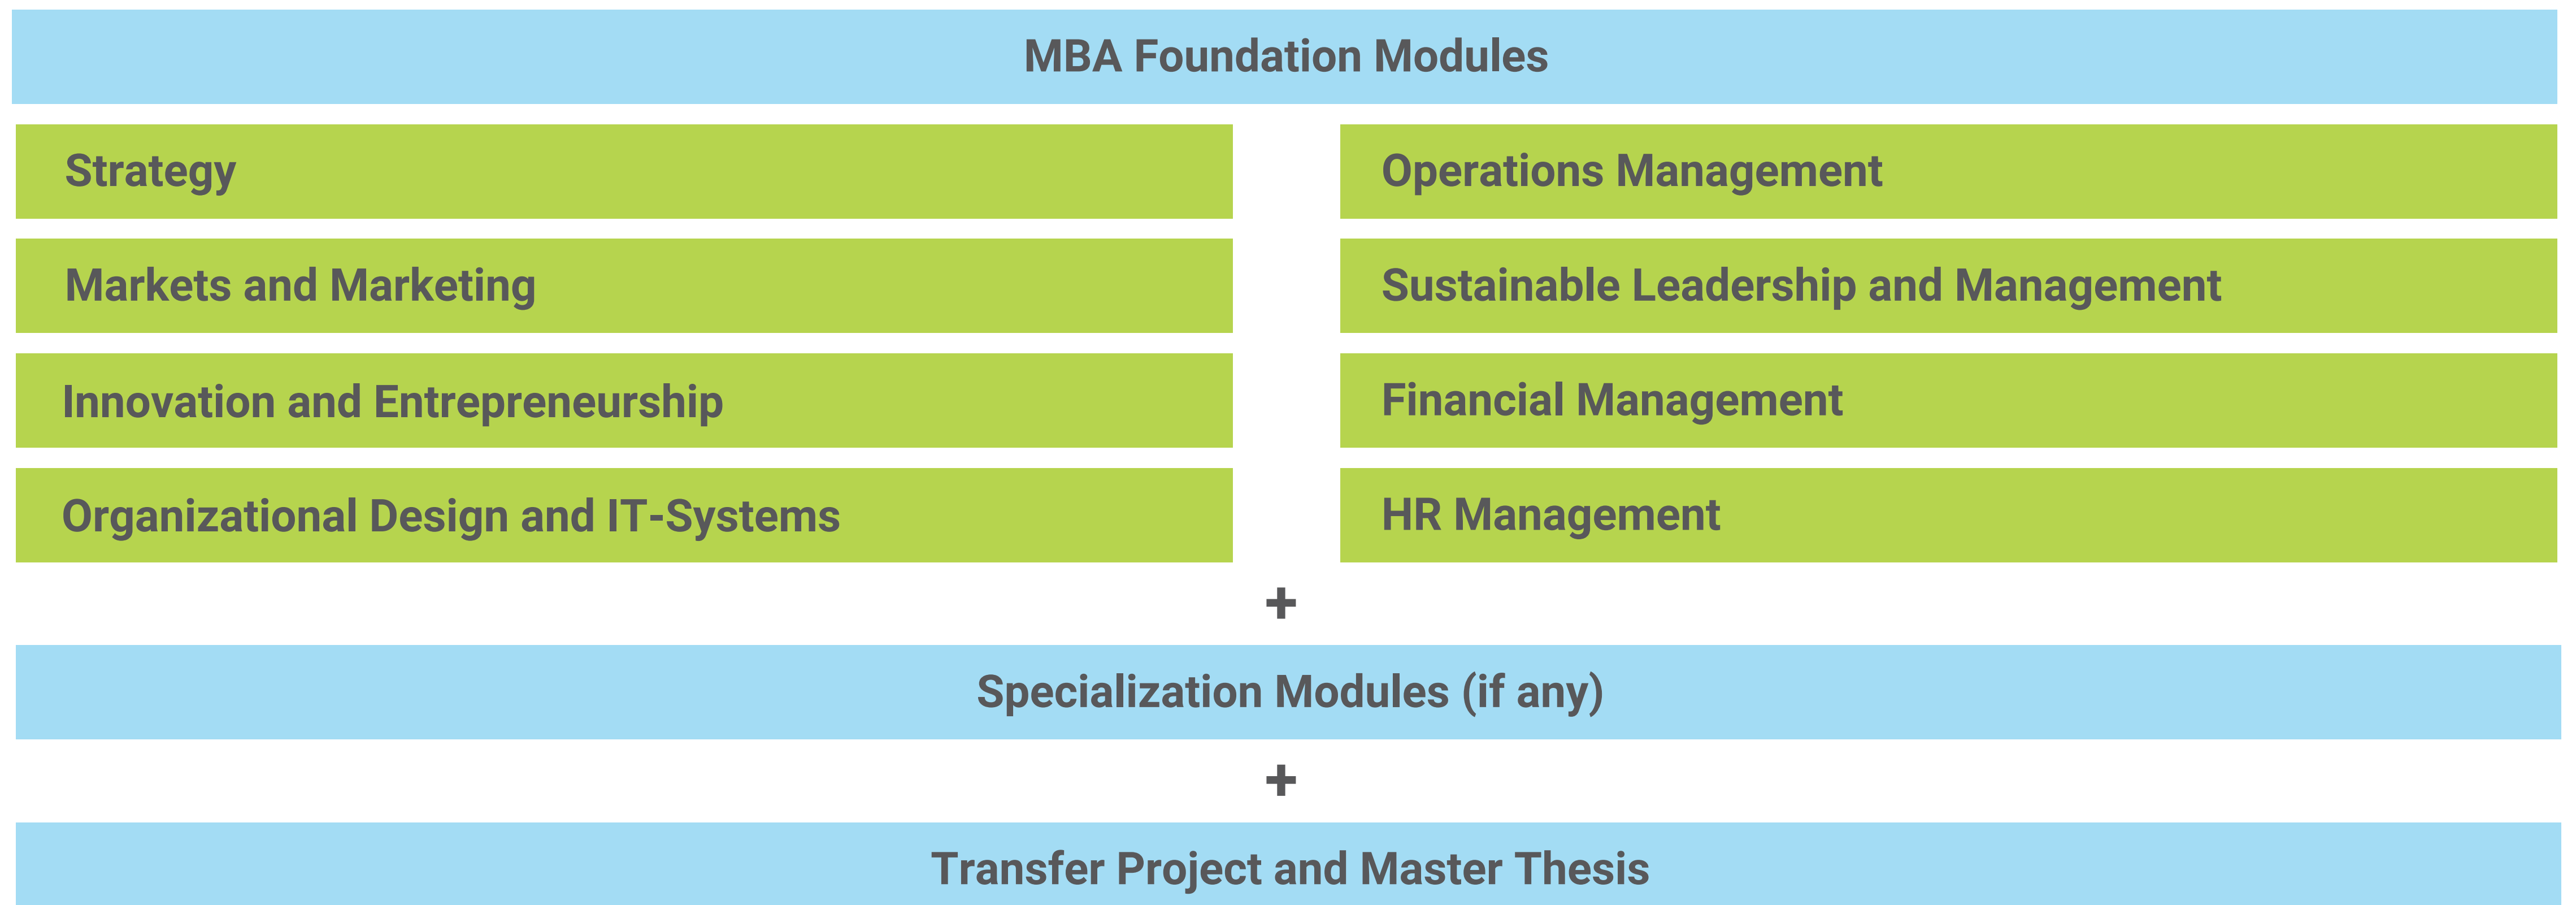 MBA Foundation Modules
Strategy
Operations Management
Markets and Marketing
Sustainable Leadership and Management
Innovation and Entrepreneurship
Financial Management
Organizational Design and IT-Systems
HR Management
+
Specialization Modules (if any)
+
Transfer Project and Master Thesis